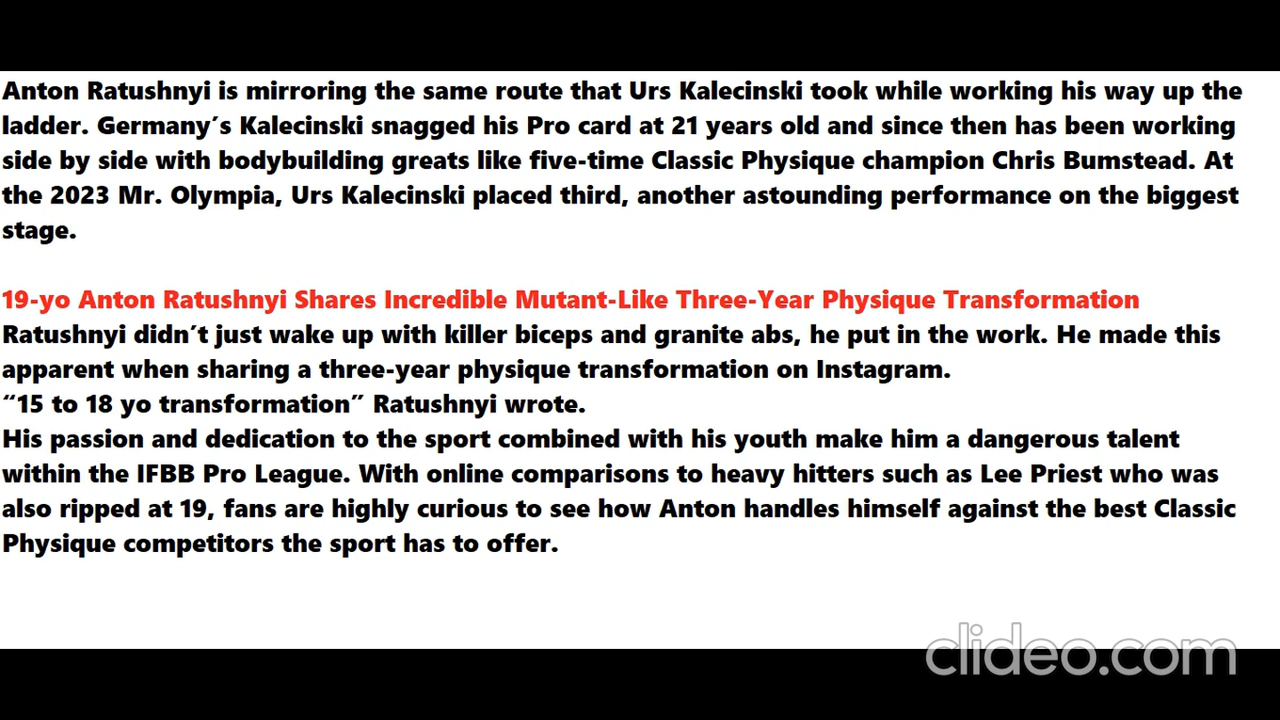 Anton Ratushnyi is mirroring the same route that Urs Kalecinski took while working his way up the
ladder. Germany´s Kalecinski snagged his Pro card at 21 years old and since then has been working
side by side with bodybuilding greats like five-time Classic Physique champion Chris Bumstead. At
the 2023 Mr. Olympia, Urs Kalecinski placed third, another astounding performance on the biggest
stage.
19-yo Anton Ratushnyi Shares Incredible Mutant-Like Three-Year Physique Transformation
Ratushnyi didn´t just wake up with killer biceps and granite abs, he put in the work. He made this
apparent when sharing a three-year physique transformation on Instagram.
“15 to 18 yo transformation” Ratushnyi wrote.
His passion and dedication to the sport combined with his youth make him a dangerous talent
within the IFBB Pro League. With online comparisons to heavy hitters such as Lee Priest who was
also ripped at 19, fans are highly curious to see how Anton handles himself against the best Classic
Physique competitors the sport has to offer.
clideo.com